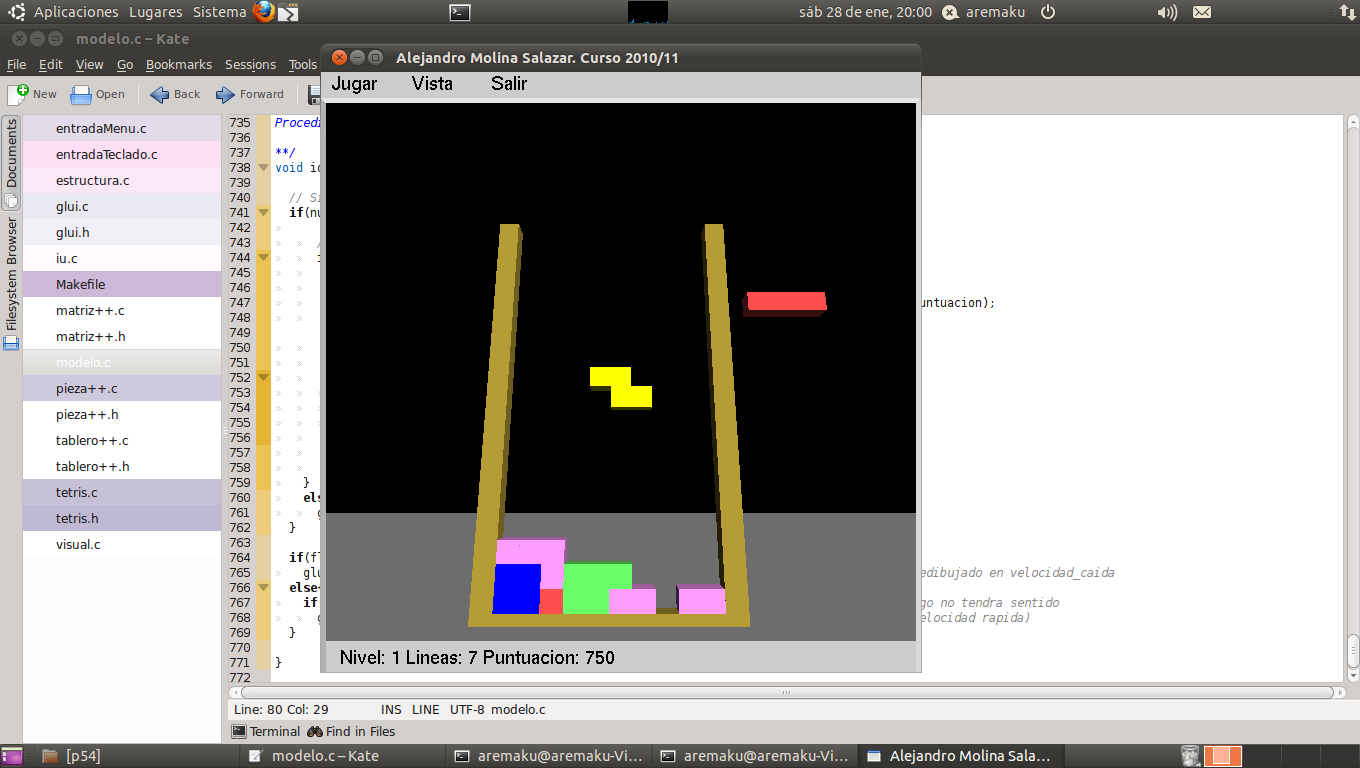 Aplicaciones Lugares Sistema
sáb 28 de ene, 20:00 aremaku
modelo.c – Kate
File Edit View Go Bookmarks Sessions Tools
New Open Back Forward
Documents
Filesystem Browser
entradaMenu.c
entradaTeclado.c
estructura.c
glui.c
glui.h
iu.c
Makefile
matriz++.c
matriz++.h
modelo.c
pieza++.c
pieza++.h
tablero++.c
tablero++.h
tetris.c
tetris.h
visual.c
735 Procedi
736
737 **/
738 void i
739
740 // S
741 if(nu
742
743 /
744
745
746
747 untuacion);
748
749
750
751
752
753
754
755
756
757
758
759 }
760 els
761 g
762 }
763
764 if(f
765 glu edibujado en velocidad_caida
766 else
767 if go no tendra sentido
768 g elocidad rapida)
769 }
770
771 }
772
Alejandro Molina Salazar. Curso 2010/11
Jugar Vista Salir
Nivel: 1 Lineas: 7 Puntuacion: 750
Line: 80 Col: 29 INS LINE UTF-8 modelo.c
Terminal Find in Files
[p54] modelo.c – Kate aremaku@aremaku-Vi... aremaku@aremaku-Vi... Alejandro Molina Sala...